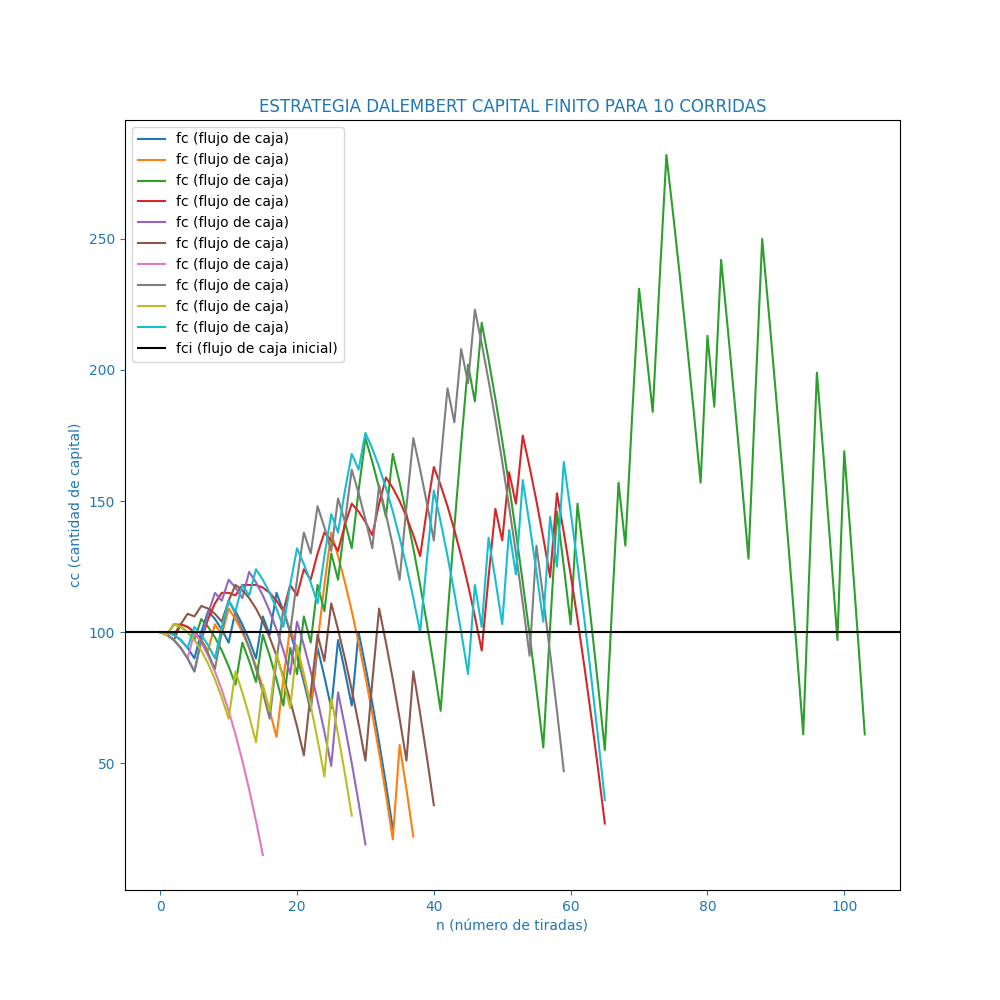 ESTRATEGIA DALEMBERT CAPITAL FINITO PARA 10 CORRIDAS
fc (flujo de caja)
fc (flujo de caja)
fc (flujo de caja)
fc (flujo de caja)
fc (flujo de caja)
fc (flujo de caja)
fc (flujo de caja)
fc (flujo de caja)
fc (flujo de caja)
fc (flujo de caja)
fci (flujo de caja inicial)
cc (cantidad de capital)
250
200
150
100
50
0 20 40 60 80 100
n (número de tiradas)